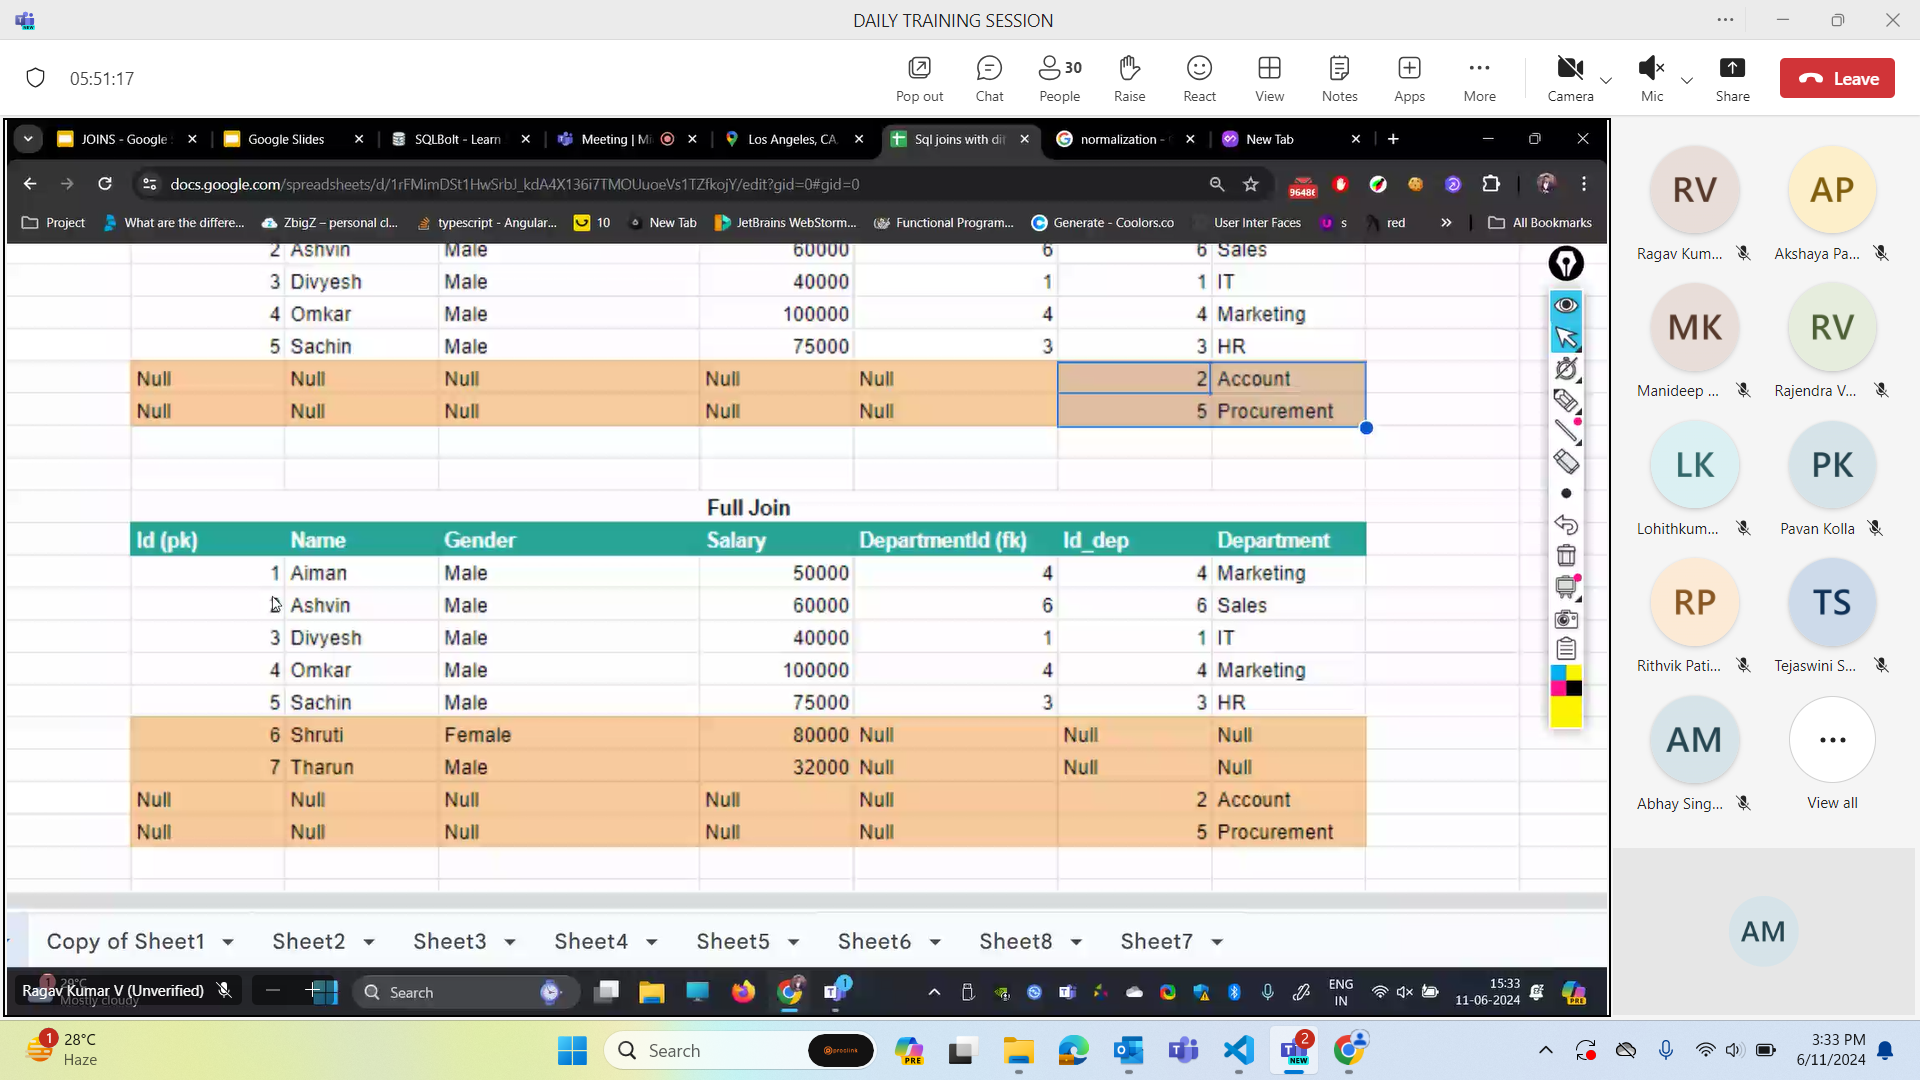 DAILY TRAINING SESSION
05:51:17
Pop out
Chat
30
People
Raise
React
View
Notes
Apps
More
Camera
Mic
Share
Leave
JOINS - Google
Google Slides
SQLBolt - Learn
Meeting | Mi
Los Angeles, CA
Sql joins with dif
normalization -
New Tab
docs.google.com/spreadsheets/d/1rFMimDSt1HwSrbJ_kdA4X136i7TMOUuoeVs1TZfkojY/edit?gid=0#gid=0
Project
What are the differe...
ZbigZ – personal cl...
typescript - Angular...
10
New Tab
JetBrains WebStorm...
Functional Program...
Generate - Coolors.co
User Inter Faces
s
red
»
All Bookmarks
2 Ashvin Male 60000 6 6 Sales
3 Divyesh Male 40000 1 1 IT
4 Omkar Male 100000 4 4 Marketing
5 Sachin Male 75000 3 3 HR
Null Null Null Null Null 2 Account
Null Null Null Null Null 5 Procurement
Full Join
Id (pk) Name Gender Salary DepartmentId (fk) Id_dep Department
1 Aiman Male 50000 4 4 Marketing
Ashvin Male 60000 6 6 Sales
3 Divyesh Male 40000 1 1 IT
4 Omkar Male 100000 4 4 Marketing
5 Sachin Male 75000 3 3 HR
6 Shruti Female 80000 Null Null Null
7 Tharun Male 32000 Null Null Null
Null Null Null Null Null 2 Account
Null Null Null Null Null 5 Procurement
Copy of Sheet1
Sheet2
Sheet3
Sheet4
Sheet5
Sheet6
Sheet8
Sheet7
Ragav Kumar V (Unverified)
Mostly cloudy
Search
1
ENG
IN
15:33
11-06-2024
RV
Ragav Kum...
AP
Akshaya Pa...
MK
Manideep ...
RV
Rajendra V...
LK
Lohithkum...
PK
Pavan Kolla
RP
Rithvik Pati...
TS
Tejaswini S...
AM
Abhay Sing...
View all
AM
1
28°C
Haze
Search
PRE
2
NEW
3:33 PM
6/11/2024